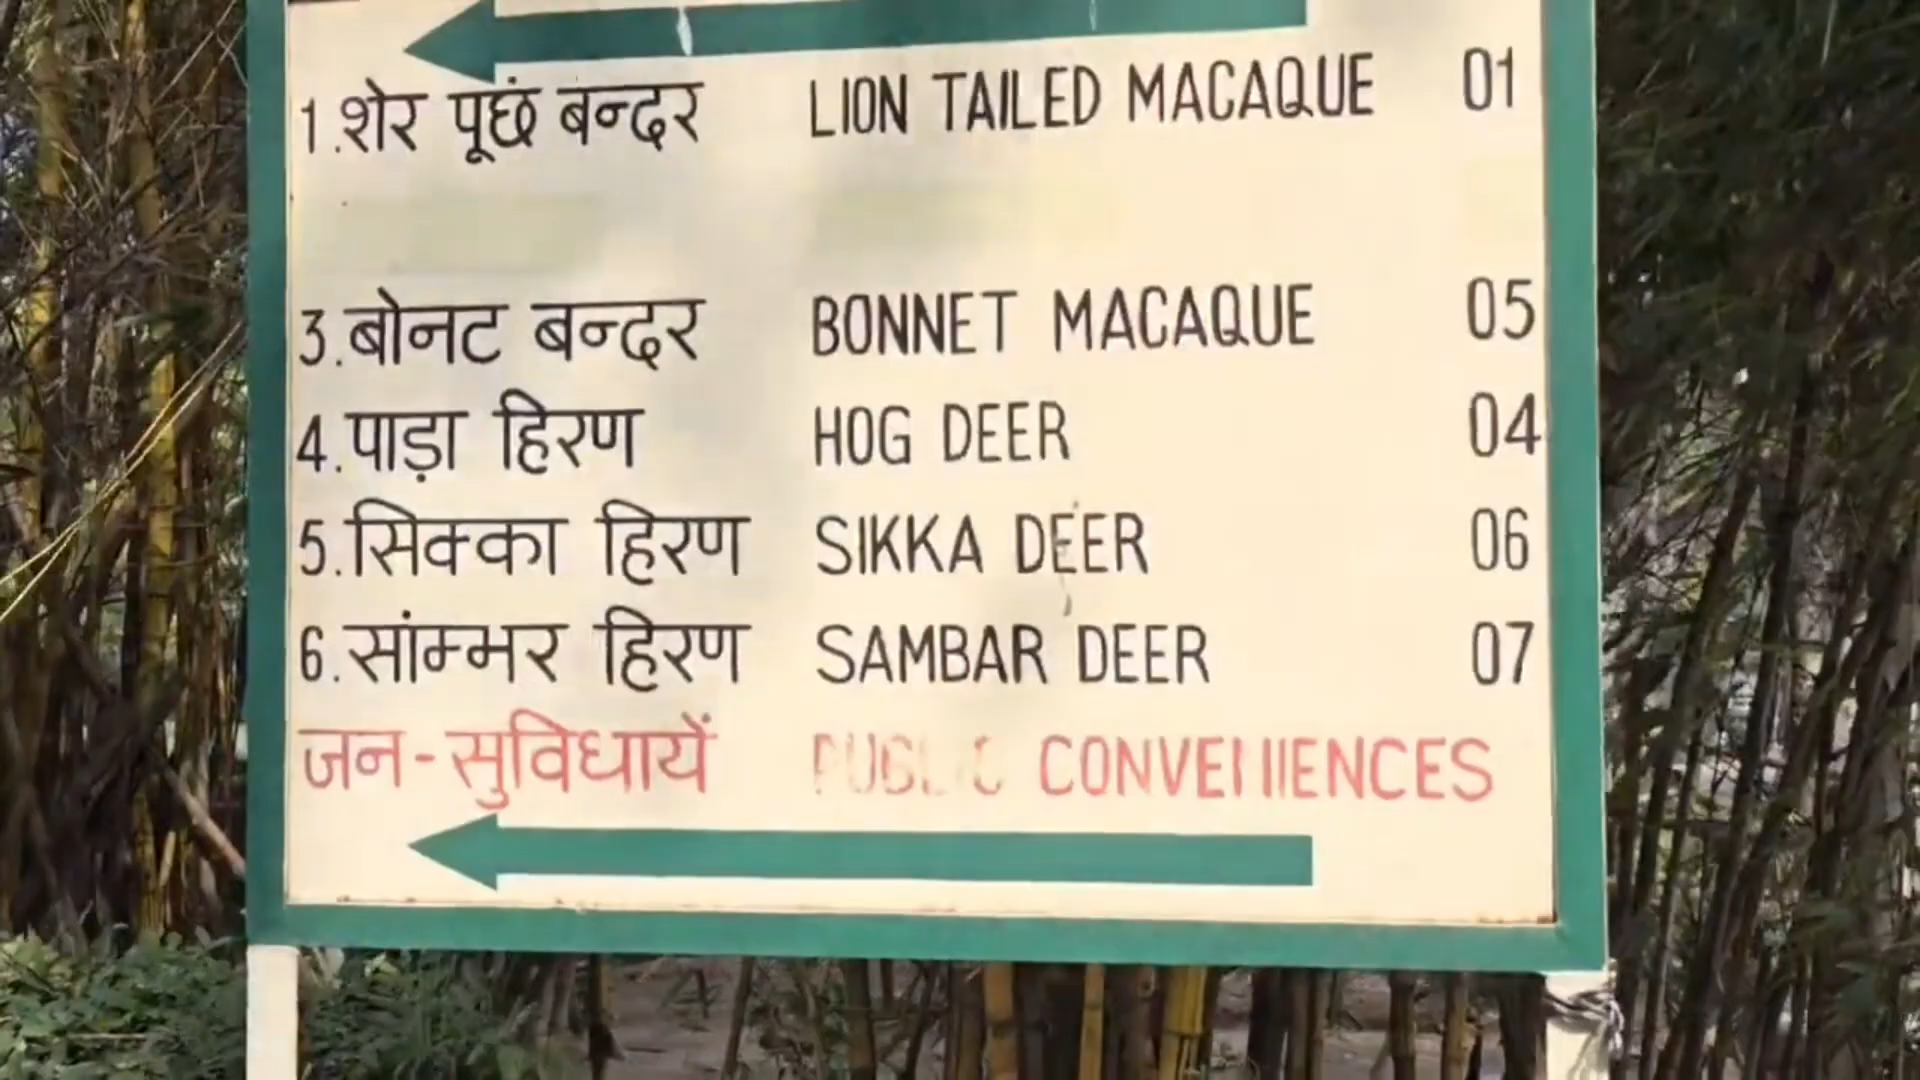 1.शेर पूछं बन्दर LION TAILED MACAQUE 01
3.बोनट बन्दर BONNET MACAQUE 05
4.पाड़ा हिरण HOG DEER 04
5.सिक्का हिरण SIKKA DEER 06
6.सांम्भर हिरण SAMBAR DEER 07
जन-सुविधायें PUBLIC CONVENIENCES